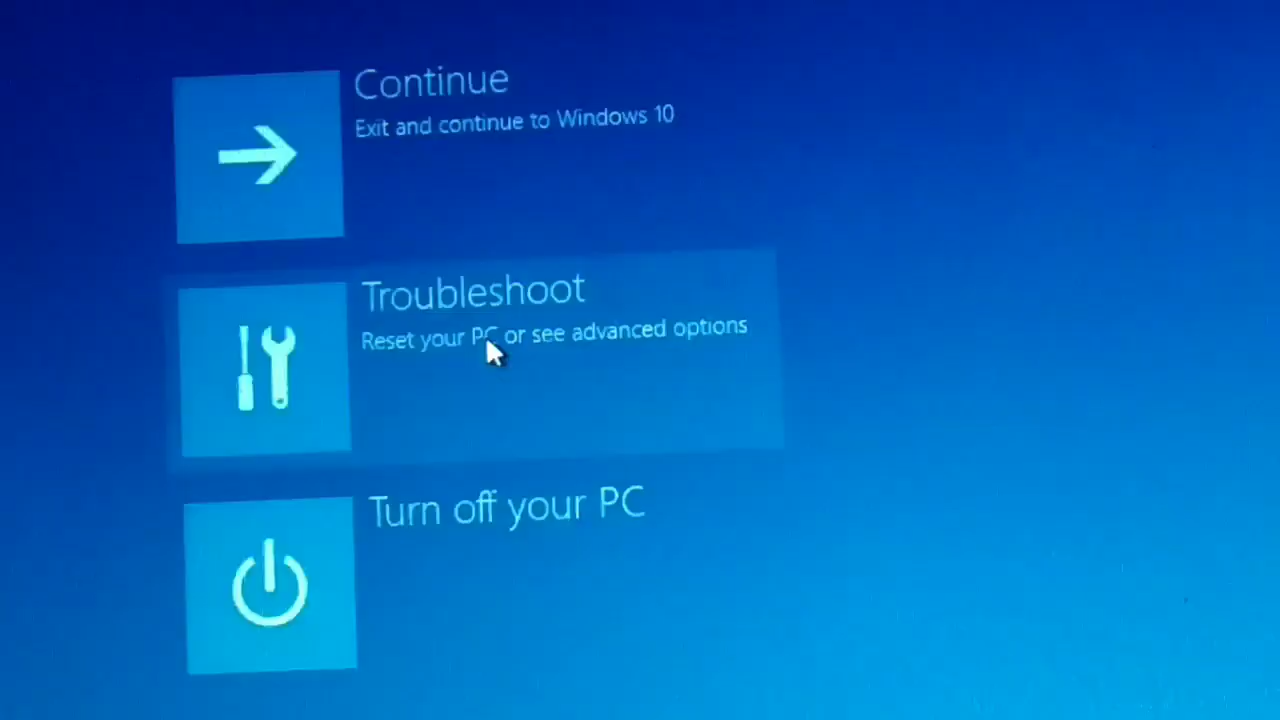 Continue
Exit and continue to Windows 10
Troubleshoot
Reset your PC or see advanced options
Turn off your PC